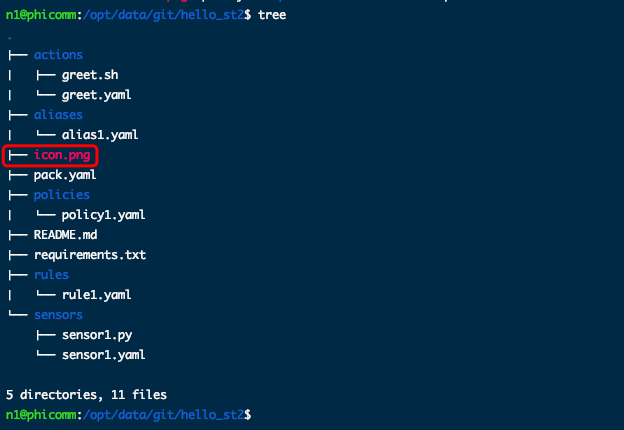 n1@phicomm:/opt/data/git/hello_st2$ tree
.
├── actions
│   ├── greet.sh
│   └── greet.yaml
├── aliases
│   └── alias1.yaml
├── icon.png
├── pack.yaml
├── policies
│   └── policy1.yaml
├── README.md
├── requirements.txt
├── rules
│   └── rule1.yaml
└── sensors
    ├── sensor1.py
    └── sensor1.yaml

5 directories, 11 files
n1@phicomm:/opt/data/git/hello_st2$